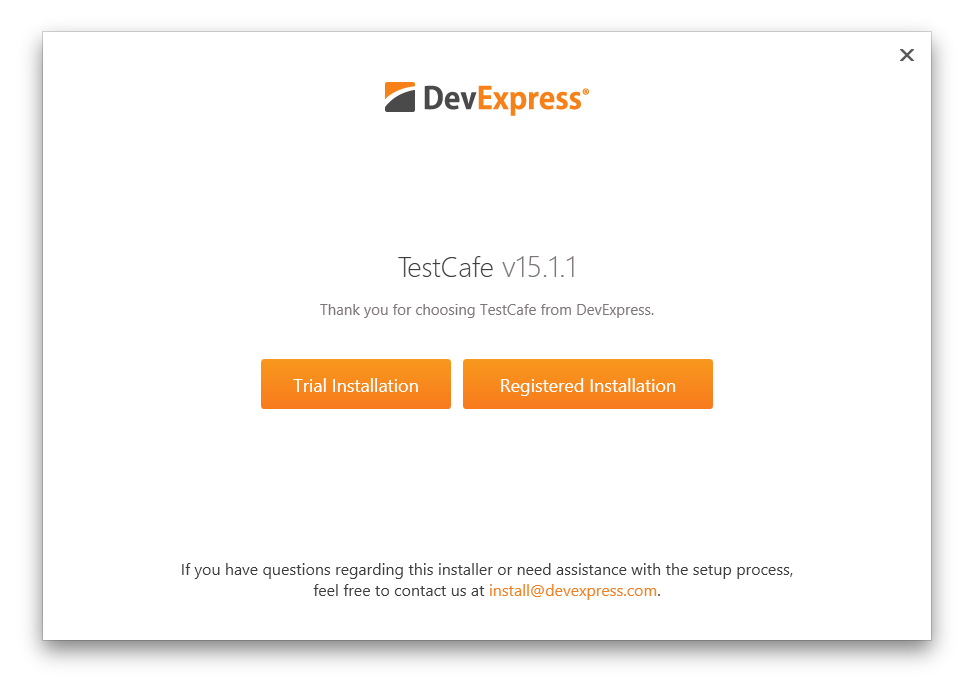 DevExpress®
TestCafe v15.1.1
Thank you for choosing TestCafe from DevExpress.
Trial Installation
Registered Installation
If you have questions regarding this installer or need assistance with the setup process,
feel free to contact us at install@devexpress.com.